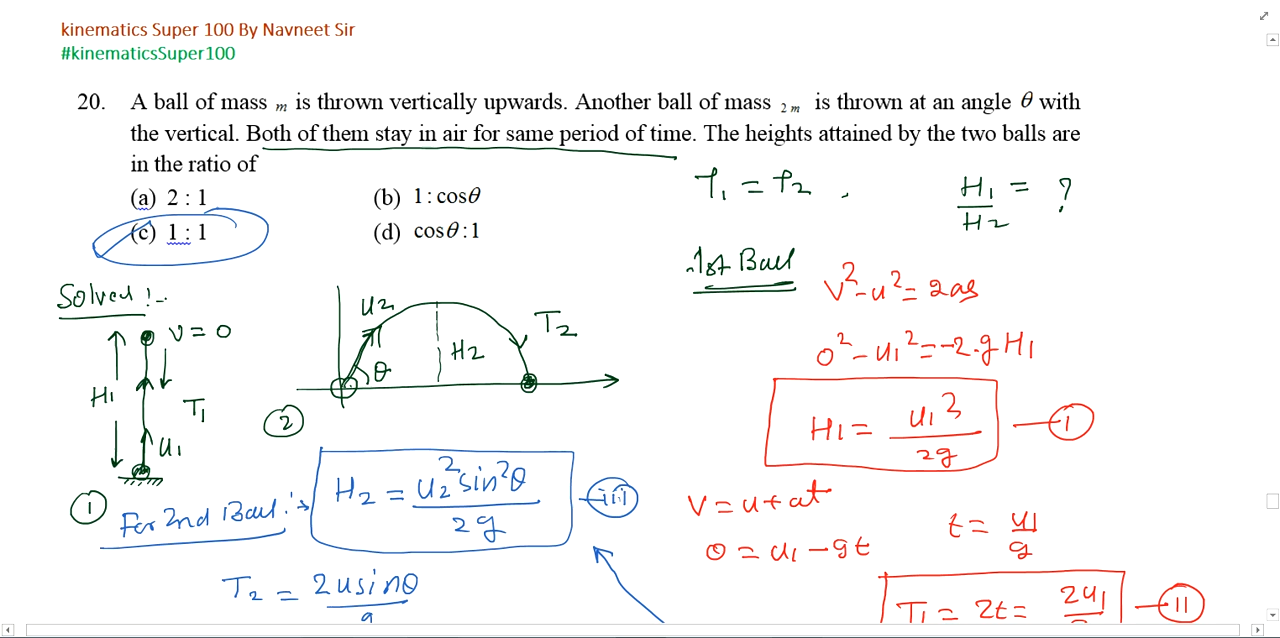 kinematics Super 100 By Navneet Sir
#kinematicsSuper100
20. A ball of mass m is thrown vertically upwards. Another ball of mass 2m is thrown at an angle θ with
the vertical. Both of them stay in air for same period of time. The heights attained by the two balls are
in the ratio of
(a) 2 : 1 (b) 1 : cosθ
(c) 1 : 1 (d) cosθ : 1
T₁ = T₂ . H₁/H₂ = ?
1st Ball
v² - u² = 2as
0² - u₁² = -2.gH₁
H₁ = u₁²/2g — i
v = u + at
0 = u₁ - gt
t = u₁/g
T₁ = 2t = 2u₁ — II
Solved :-
v = 0
H₁
T₁
u₁
1
u₂
T₂
H₂
θ
2
For 2nd Ball :→
H₂ = u₂² sin²θ/2g — iii
T₂ = 2u sinθ/g